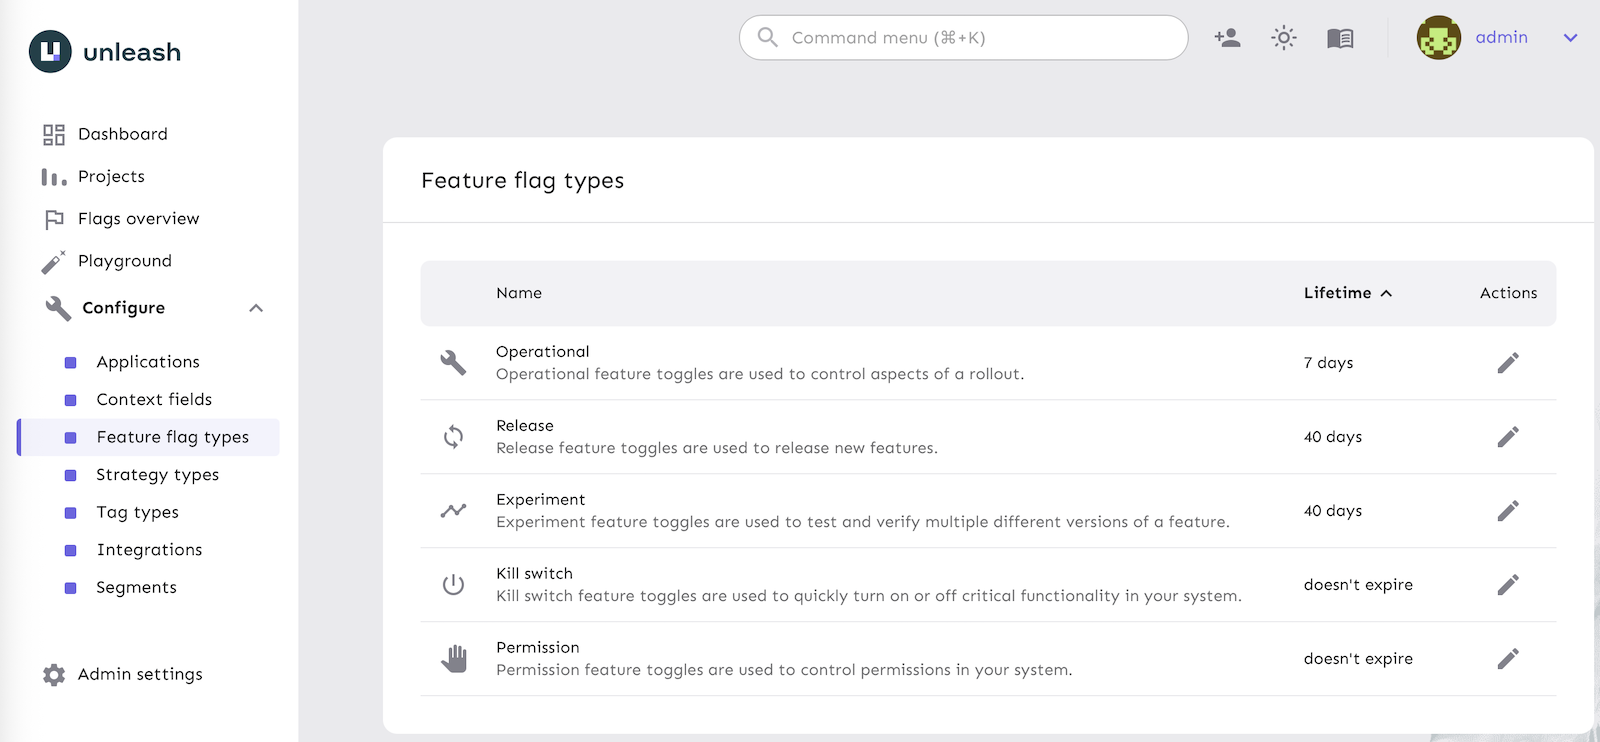 unleash
Command menu (⌘+K)
admin
Dashboard
Projects
Flags overview
Playground
Configure
Applications
Context fields
Feature flag types
Strategy types
Tag types
Integrations
Segments
Admin settings
Feature flag types
Name Lifetime Actions
Operational
Operational feature toggles are used to control aspects of a rollout.
7 days
Release
Release feature toggles are used to release new features.
40 days
Experiment
Experiment feature toggles are used to test and verify multiple different versions of a feature.
40 days
Kill switch
Kill switch feature toggles are used to quickly turn on or off critical functionality in your system.
doesn't expire
Permission
Permission feature toggles are used to control permissions in your system.
doesn't expire